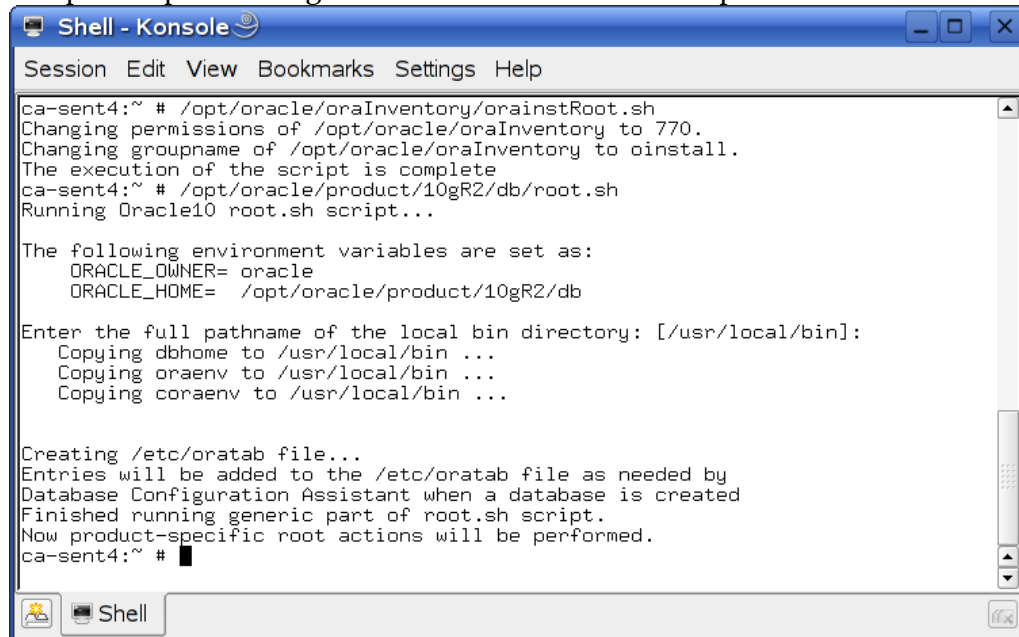 Shell - Konsole
Session Edit View Bookmarks Settings Help
ca-sent4:~ # /opt/oracle/oraInventory/orainstRoot.sh
Changing permissions of /opt/oracle/oraInventory to 770.
Changing groupname of /opt/oracle/oraInventory to oinstall.
The execution of the script is complete
ca-sent4:~ # /opt/oracle/product/10gR2/db/root.sh
Running Oracle10 root.sh script...
The following environment variables are set as:
    ORACLE_OWNER= oracle
    ORACLE_HOME=  /opt/oracle/product/10gR2/db
Enter the full pathname of the local bin directory: [/usr/local/bin]:
   Copying dbhome to /usr/local/bin ...
   Copying oraenv to /usr/local/bin ...
   Copying coraenv to /usr/local/bin ...
Creating /etc/oratab file...
Entries will be added to the /etc/oratab file as needed by
Database Configuration Assistant when a database is created
Finished running generic part of root.sh script.
Now product-specific root actions will be performed.
ca-sent4:~ #
Shell